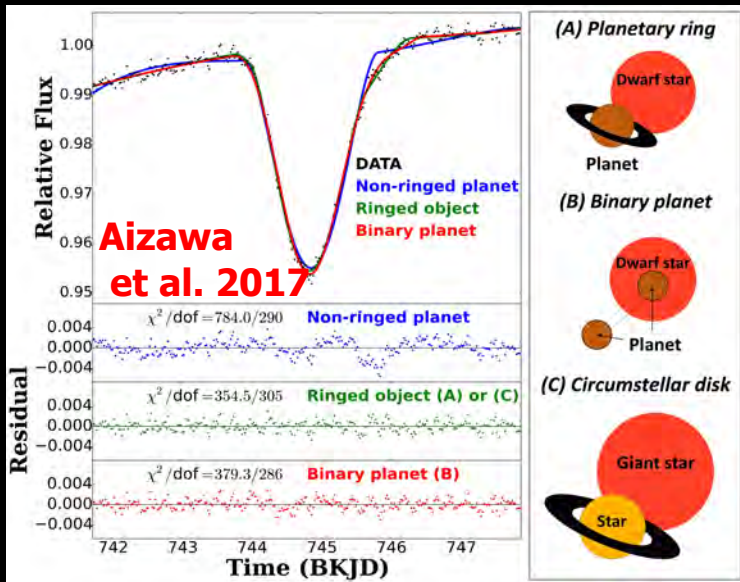 Relative Flux
1.00
0.99
0.98
0.97
0.96
0.95
DATA
Non-ringed planet
Ringed object
Binary planet
Aizawa
et al. 2017
Residual
0.004
0.000
−0.004
χ²/dof=784.0/290 Non-ringed planet
0.004
0.000
−0.004
χ²/dof=354.5/305 Ringed object (A) or (C)
0.004
0.000
−0.004
χ²/dof=379.3/286 Binary planet (B)
742 743 744 745 746 747
Time (BKJD)
(A) Planetary ring
Dwarf star
Planet
(B) Binary planet
Dwarf star
Planet
(C) Circumstellar disk
Giant star
Star